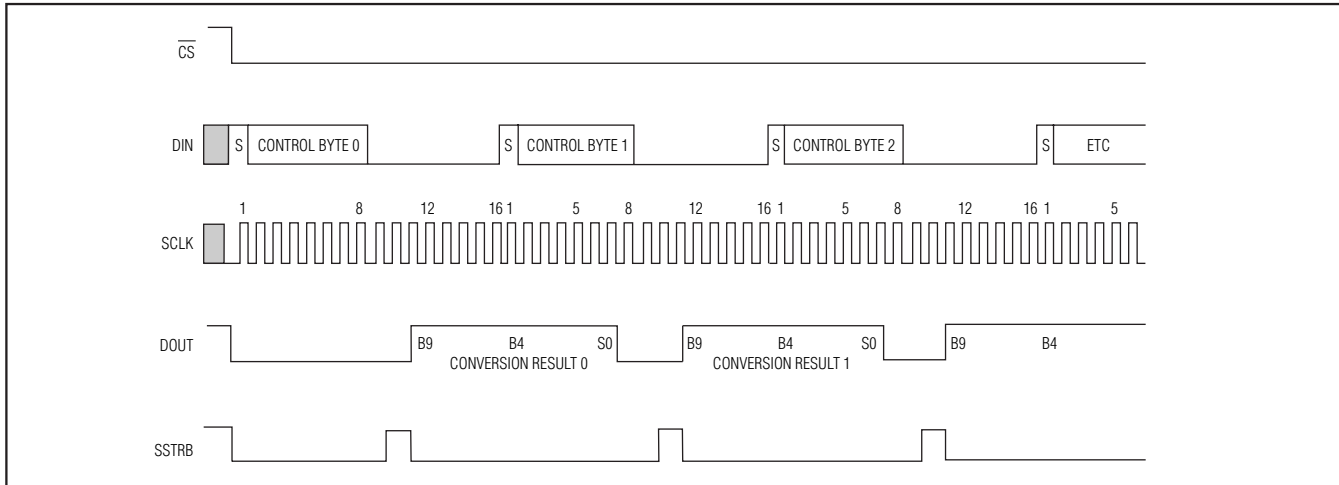 CS
DIN
S
CONTROL BYTE 0
S
CONTROL BYTE 1
S
CONTROL BYTE 2
S
ETC
1
8
12
16 1
5
8
12
16 1
5
8
12
16 1
5
SCLK
DOUT
B9
B4
S0
CONVERSION RESULT 0
B9
B4
S0
CONVERSION RESULT 1
B9
B4
SSTRB